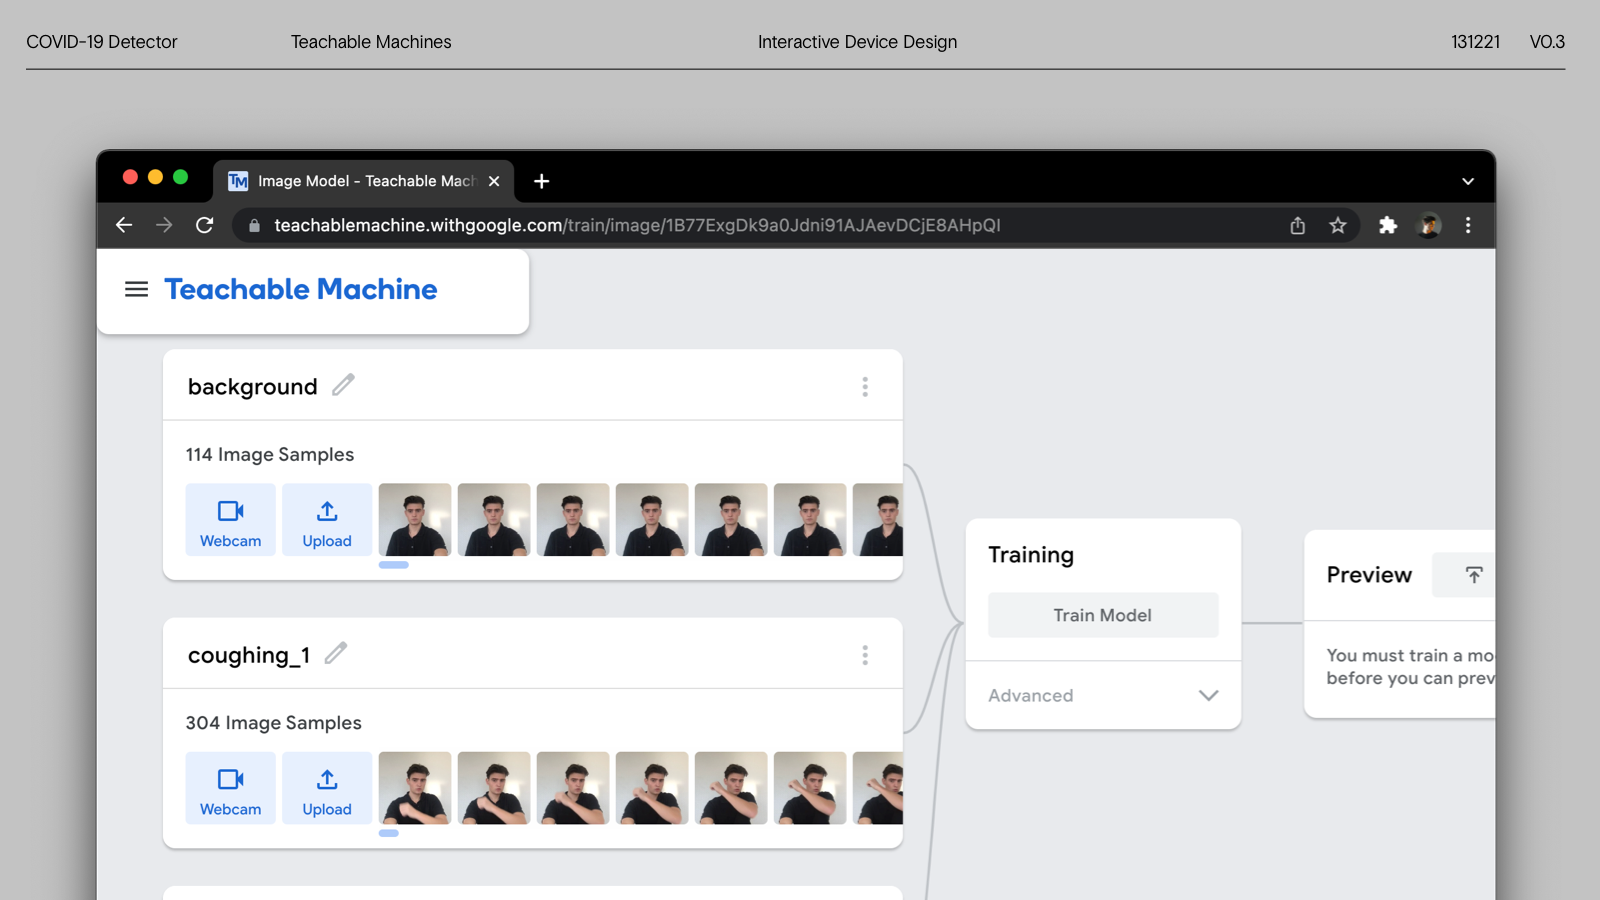 COVID-19 Detector
Teachable Machines
Interactive Device Design
131221
V0.3
TM
Image Model - Teachable Mach
teachablemachine.withgoogle.com/train/image/1B77ExgDk9a0Jdni91AJAevDCjE8AHpQI
Teachable Machine
background
114 Image Samples
Webcam
Upload
coughing_1
304 Image Samples
Webcam
Upload
Training
Train Model
Advanced
Preview
You must train a mo
before you can prev